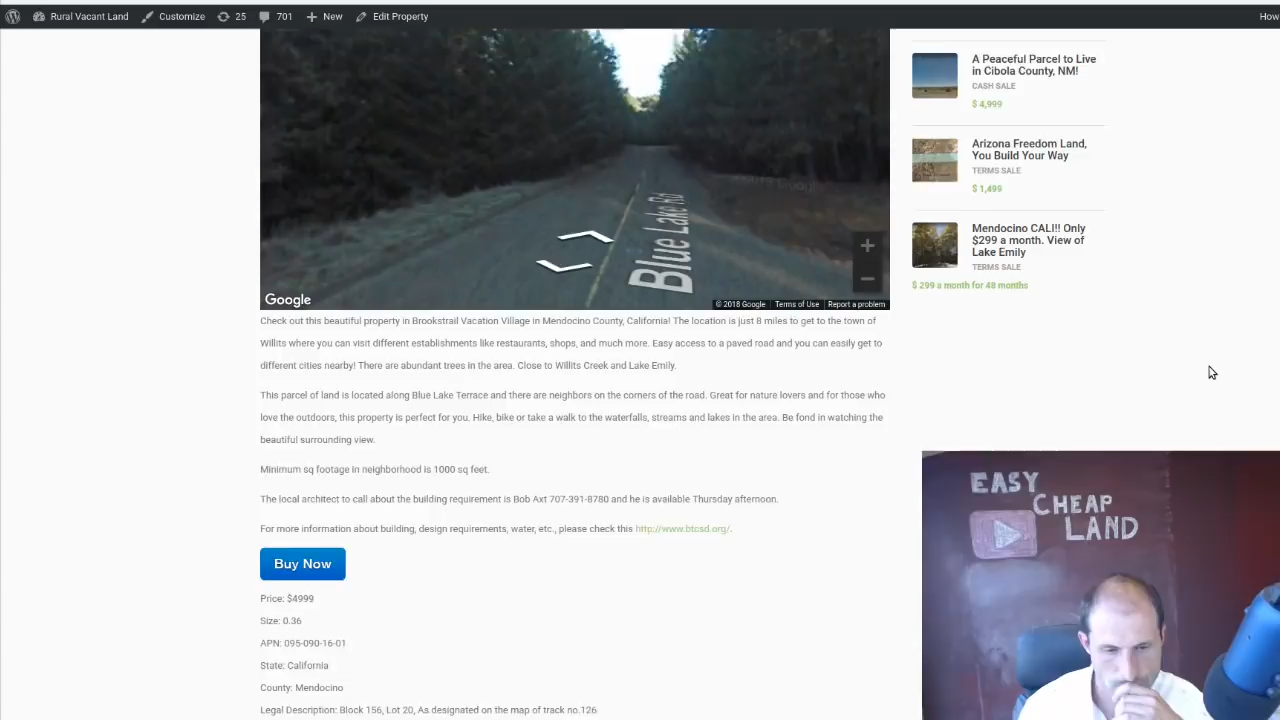 Rural Vacant Land
Customize
25
701
New
Edit Property
How
Blue Lake Rd
Google
© 2018 Google
Terms of Use
Report a problem
Check out this beautiful property in Brookstrail Vacation Village in Mendocino County, California! The location is just 8 miles to get to the town of
Willits where you can visit different establishments like restaurants, shops, and much more. Easy access to a paved road and you can easily get to
different cities nearby! There are abundant trees in the area. Close to Willits Creek and Lake Emily.
This parcel of land is located along Blue Lake Terrace and there are neighbors on the corners of the road. Great for nature lovers and for those who
love the outdoors, this property is perfect for you. Hike, bike or take a walk to the waterfalls, streams and lakes in the area. Be fond in watching the
beautiful surrounding view.
Minimum sq footage in neighborhood is 1000 sq feet.
The local architect to call about the building requirement is Bob Axt 707-391-8780 and he is available Thursday afternoon.
For more information about building, design requirements, water, etc., please check this http://www.btcsd.org/.
Buy Now
Price: $4999
Size: 0.36
APN: 095-090-16-01
State: California
County: Mendocino
Legal Description: Block 156, Lot 20, As designated on the map of track no.126
A Peaceful Parcel to Live
in Cibola County, NM!
CASH SALE
$ 4,999
Arizona Freedom Land,
You Build Your Way
TERMS SALE
$ 1,499
Mendocino CALI!! Only
$299 a month. View of
Lake Emily
TERMS SALE
$ 299 a month for 48 months
EASY
CHEAP
LAND